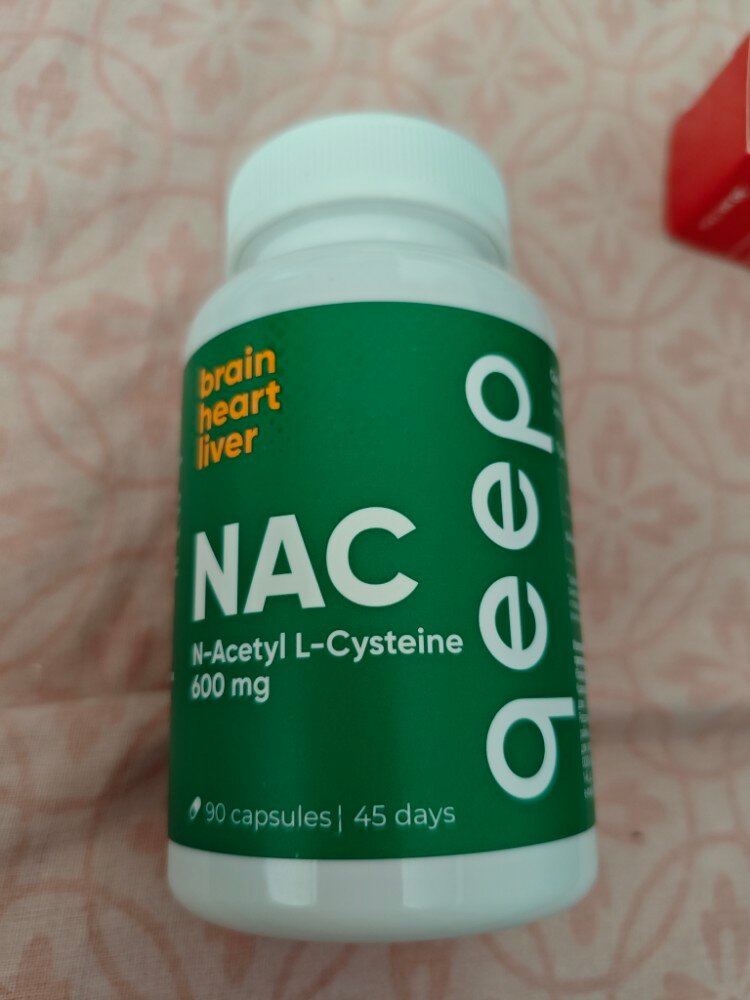 brain
heart
liver
NAC
N-Acetyl L-Cysteine
600 mg
90 capsules | 45 days
qeep